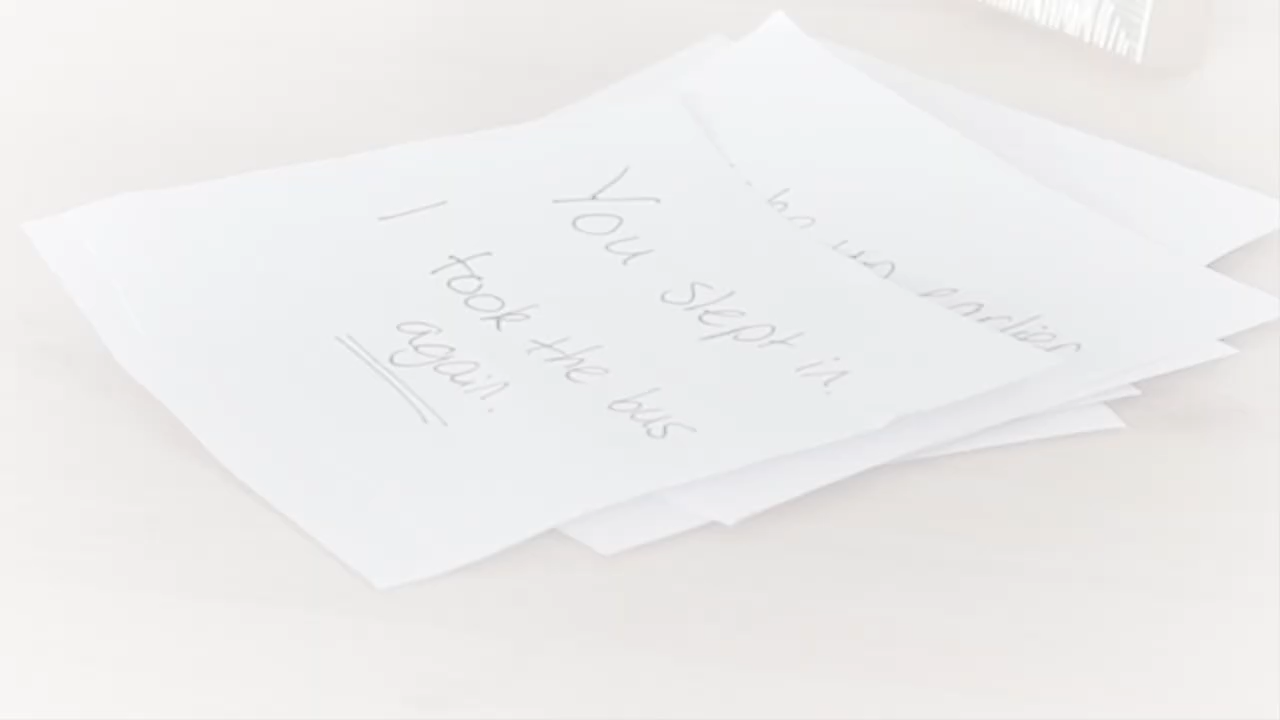 You slept in.
I took the bus
again.
earlier